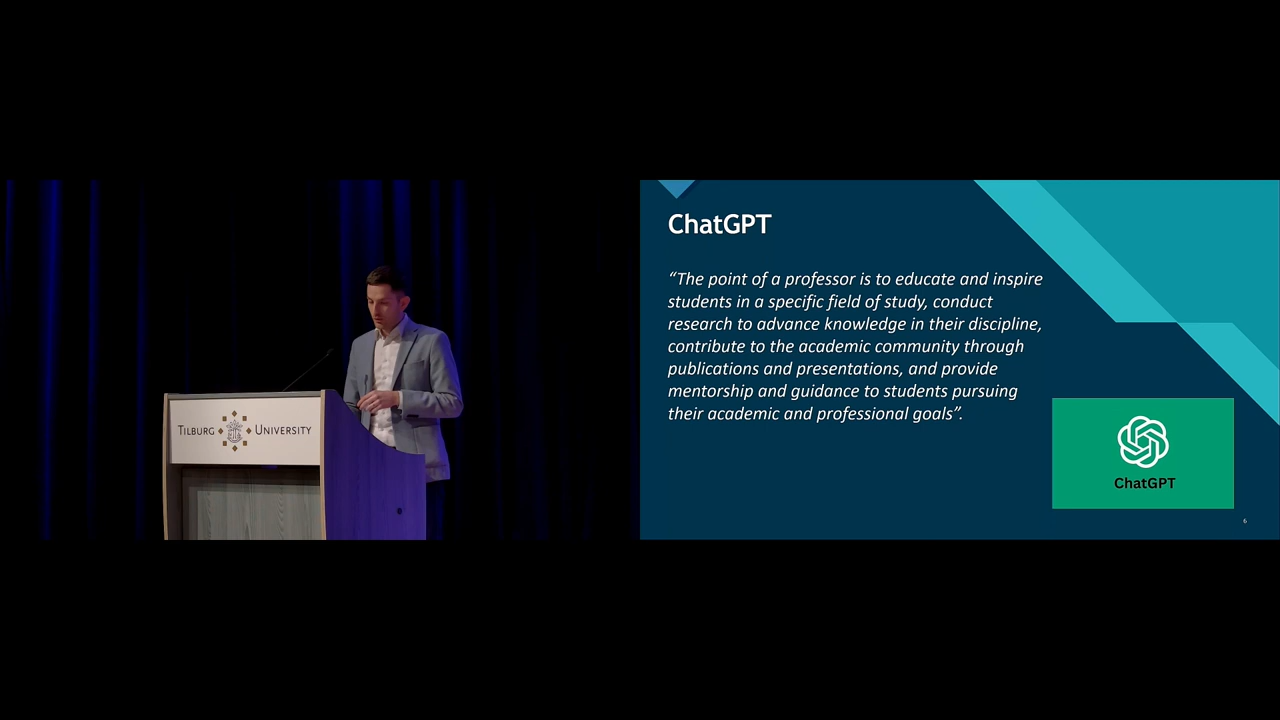 TILBURG UNIVERSITY
ChatGPT
“The point of a professor is to educate and inspire
students in a specific field of study, conduct
research to advance knowledge in their discipline,
contribute to the academic community through
publications and presentations, and provide
mentorship and guidance to students pursuing
their academic and professional goals”.
ChatGPT
6